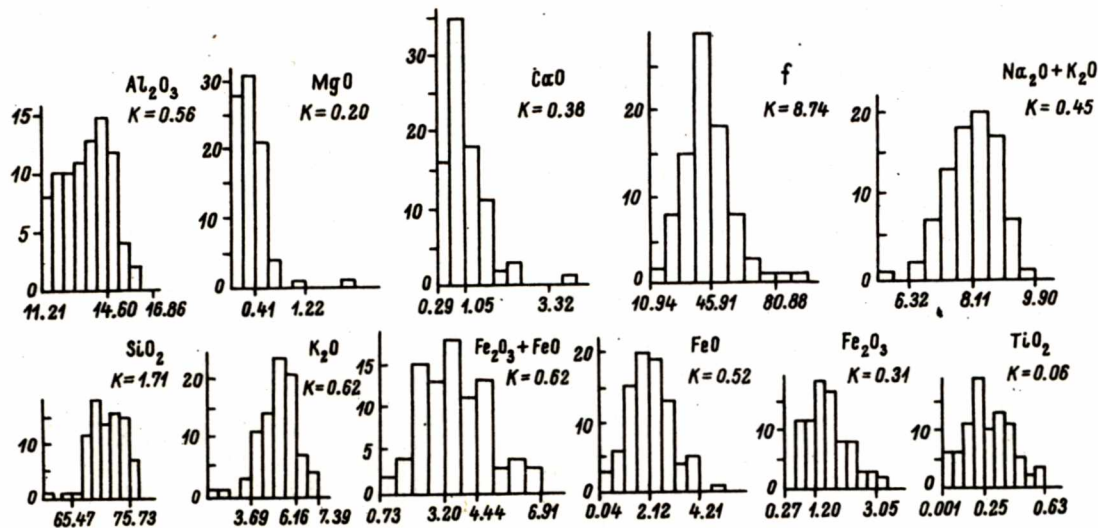 Al₂O₃
K=0.56
15
10
5
0
11.21 14.60 16.86
MgO
K=0.20
30
20
10
0
0.41 1.22
CaO
K=0.38
30
20
10
0
0.29 1.05 3.32
f
K=8.74
20
10
0
10.94 45.91 80.88
Na₂O+K₂O
K=0.45
20
10
0
6.32 8.11 9.90
SiO₂
K=1.71
10
0
65.47 75.73
K₂O
K=0.62
20
10
0
3.69 6.16 7.39
Fe₂O₃+FeO
K=0.62
15
10
5
0
0.73 3.20 4.44 6.91
FeO
K=0.52
20
10
0
0.04 2.12 4.21
Fe₂O₃
K=0.31
10
0
0.27 1.20 3.05
TiO₂
K=0.06
10
0
0.001 0.25 0.63